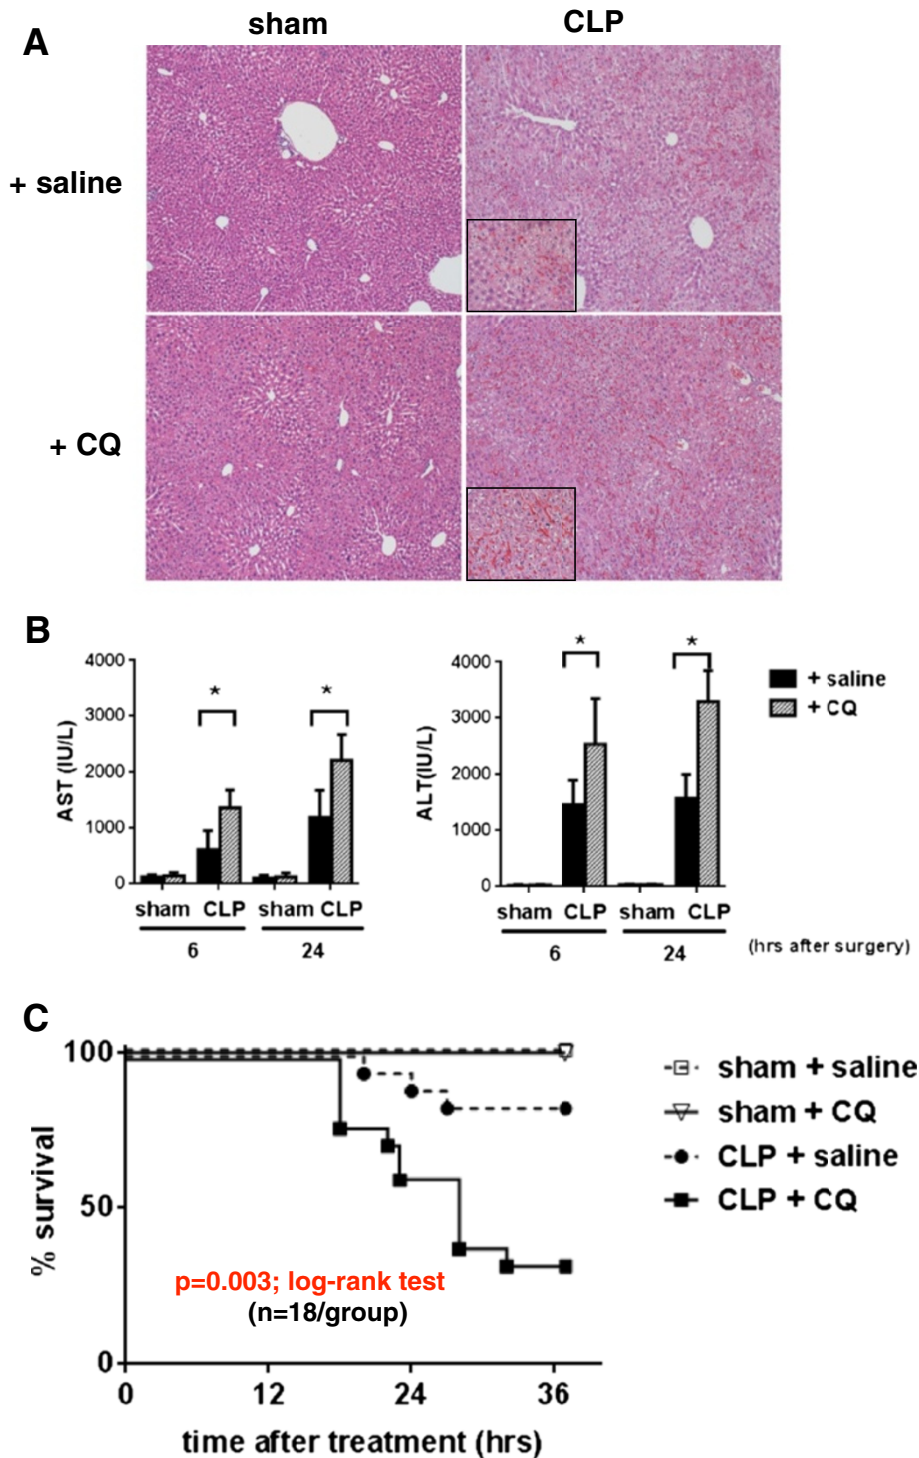 A
sham
CLP
+ saline
+ CQ
B
AST (IU/L)
4000
3000
2000
1000
0
*
*
sham CLP
sham CLP
6
24
ALT(IU/L)
4000
3000
2000
1000
0
*
*
sham CLP
sham CLP
6
24
(hrs after surgery)
+ saline
+ CQ
C
% survival
100
50
0
p=0.003; log-rank test
(n=18/group)
0
12
24
36
time after treatment (hrs)
sham + saline
sham + CQ
CLP + saline
CLP + CQ